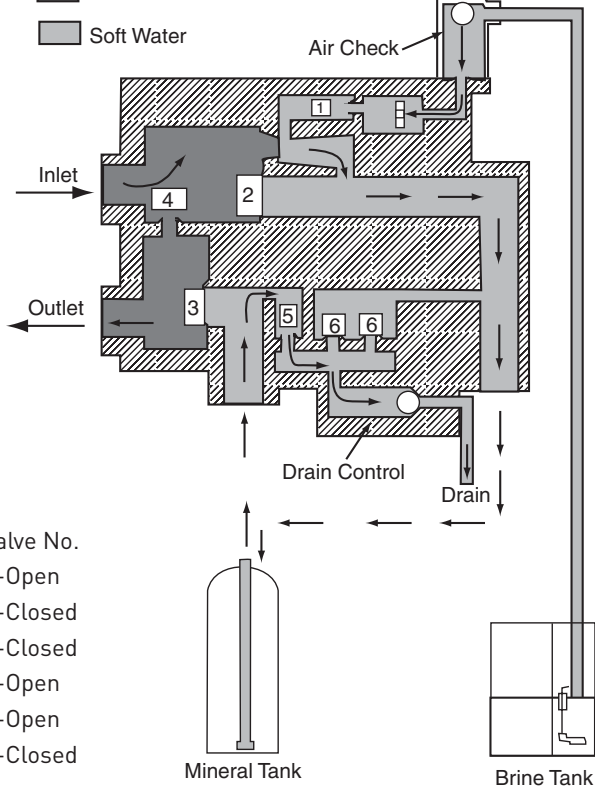 Soft Water
Air Check
1
Inlet
4
2
Outlet
3
5
6
6
Drain Control
Drain
alve No.
-Open
-Closed
-Closed
-Open
-Open
-Closed
Mineral Tank
Brine Tank